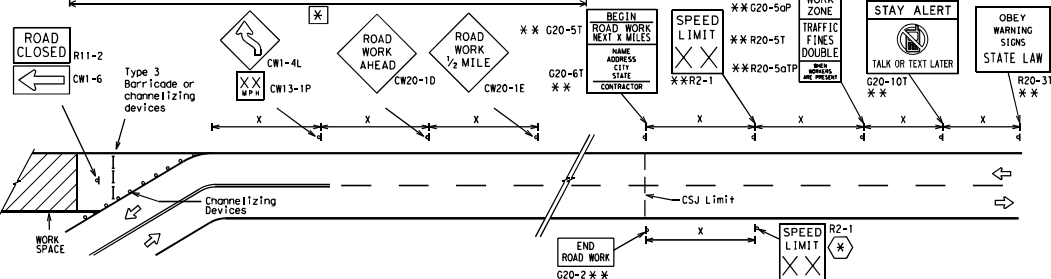 ROAD
CLOSED
R11-2
CW1-6
Type 3
Barricade or
channelizing
devices
*
CW1-4L
XX
MPH
CW13-1P
ROAD
WORK
AHEAD
CW20-1D
ROAD
WORK
1/2 MILE
CW20-1E
** G20-5T
BEGIN
ROAD WORK
NEXT X MILES
G20-6T
**
NAME
ADDRESS
CITY
STATE
CONTRACTOR
SPEED
LIMIT
XX
**R2-1
**G20-5aP
WORK
ZONE
**R20-5T
TRAFFIC
FINES
DOUBLE
**R20-5aTP
WHEN
WORKERS
ARE PRESENT
STAY ALERT
TALK OR TEXT LATER
G20-10T
**
OBEY
WARNING
SIGNS
STATE LAW
R20-3T
**
X X X X X X X
Channelizing
Devices
WORK
SPACE
CSJ Limit
END
ROAD WORK
G20-2 **
X
SPEED
LIMIT
XX
R2-1
*